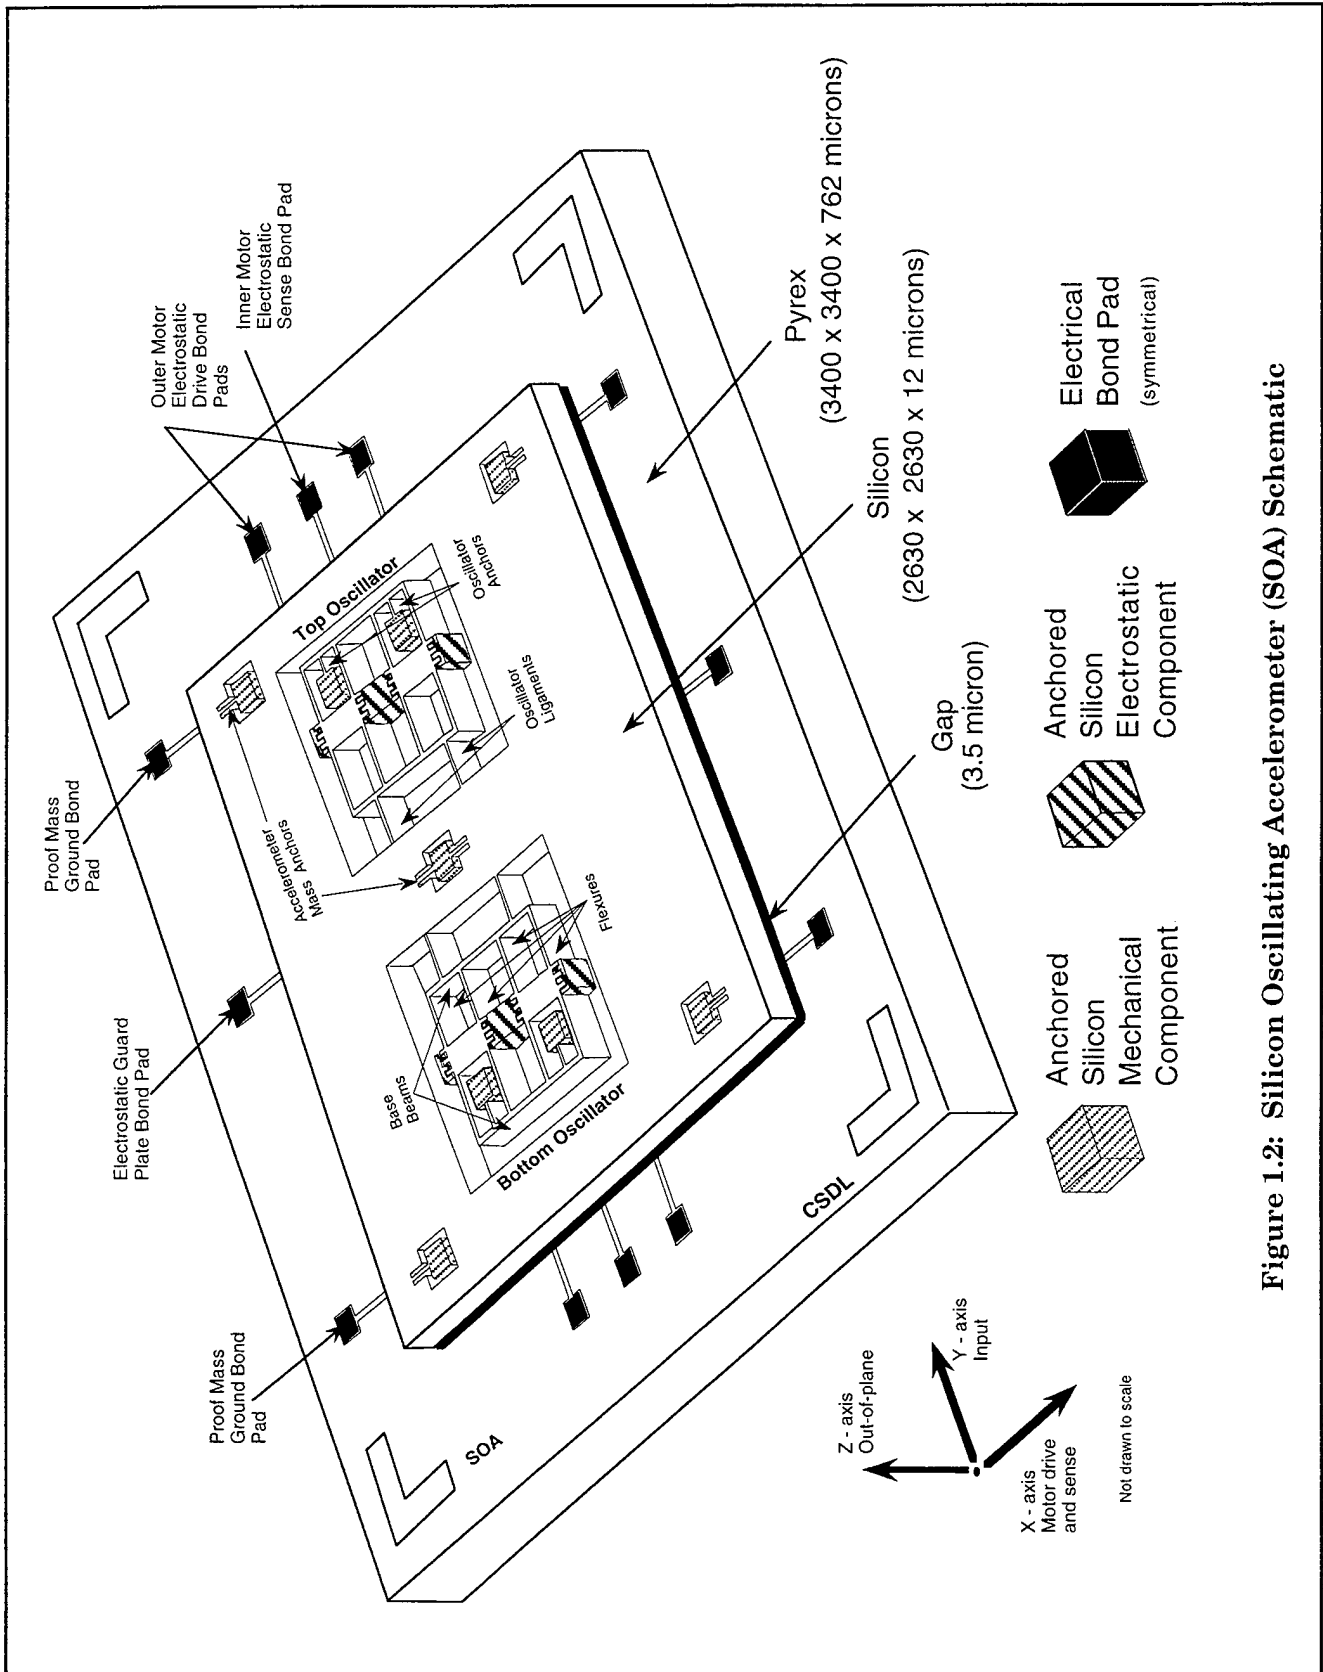 Proof Mass
Ground Bond
Pad
Electrostatic Guard
Plate Bond Pad
Proof Mass
Ground Bond
Pad
Outer Motor
Electrostatic
Drive Bond
Pads
Inner Motor
Electrostatic
Sense Bond Pad
Accelerometer
Mass Anchors
Top Oscillator
Oscillator
Anchors
Oscillator
Ligaments
Base
Beams
Flexures
Bottom Oscillator
SOA
CSDL
Pyrex
(3400 x 3400 x 762 microns)
Silicon
(2630 x 2630 x 12 microns)
Gap
(3.5 micron)
Z - axis
Out-of-plane
Y - axis
Input
X - axis
Motor drive
and sense
Not drawn to scale
Anchored
Silicon
Mechanical
Component
Anchored
Silicon
Electrostatic
Component
Electrical
Bond Pad
(symmetrical)
Figure 1.2: Silicon Oscillating Accelerometer (SOA) Schematic